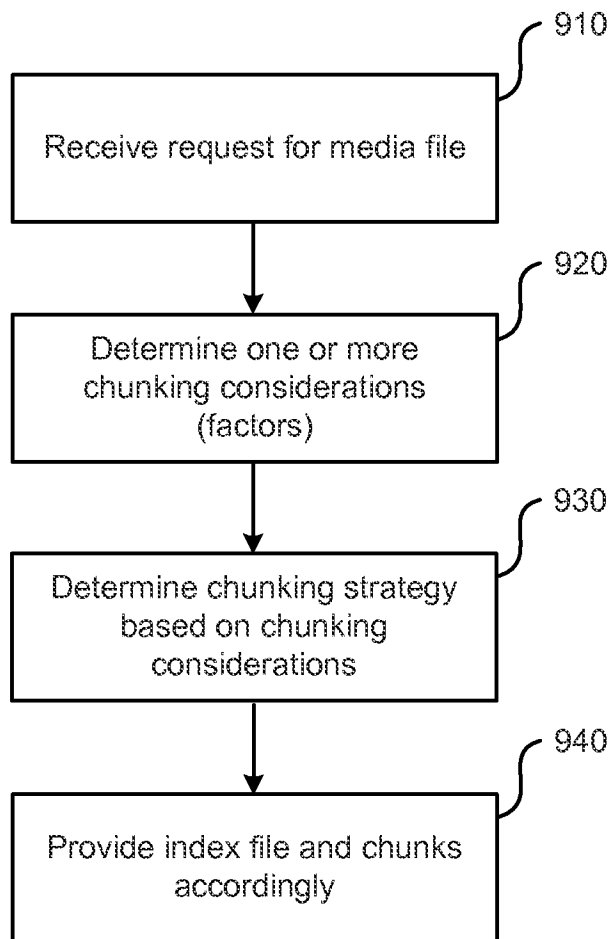 910
Receive request for media file
920
Determine one or more
chunking considerations
(factors)
930
Determine chunking strategy
based on chunking
considerations
940
Provide index file and chunks
accordingly